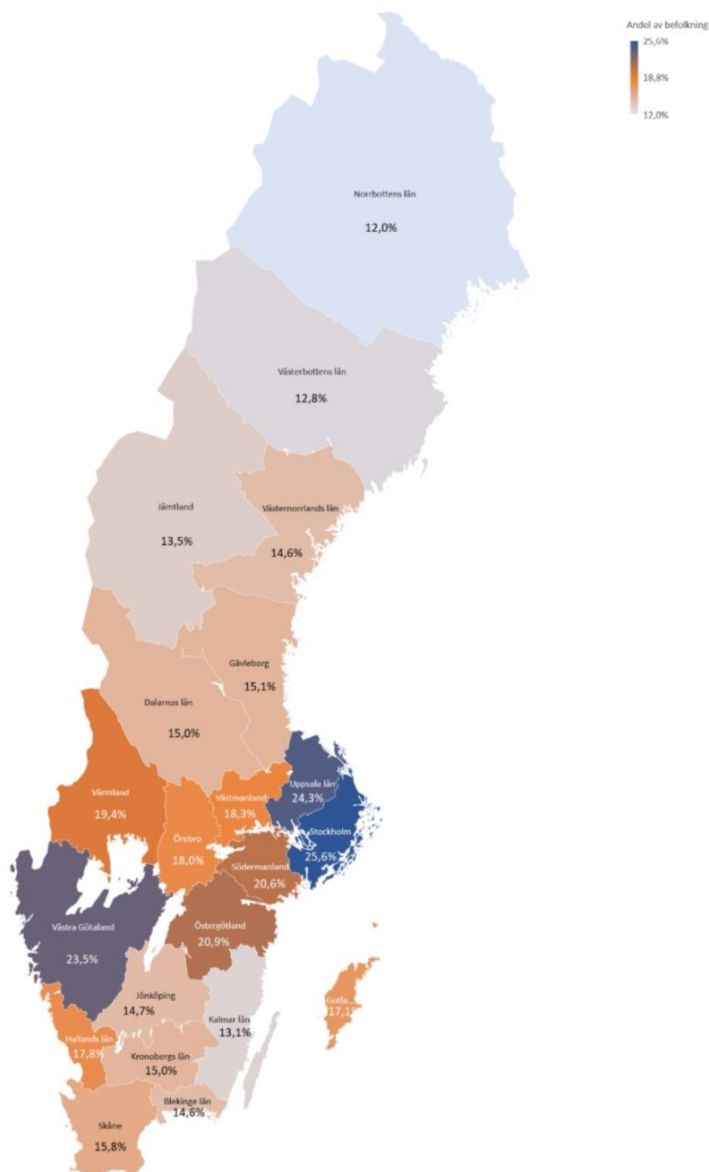 Andel av befolkning
25,6%
18,8%
12,0%
Norrbottens län
12,0%
Västerbottens län
12,8%
Jämtland
13,5%
Västernorrlands län
14,6%
Gävleborg
15,1%
Dalarnas län
15,0%
Värmland
19,4%
Västmanland
18,3%
Uppsala län
24,3%
Örebro
18,0%
Stockholm
25,6%
Södermanland
20,6%
Västra Götaland
23,5%
Östergötland
20,9%
Jönköping
14,7%
Gotla...
17,1%
Kalmar län
13,1%
Hallands län
17,8%
Kronobergs län
15,0%
Blekinge län
14,6%
Skåne
15,8%